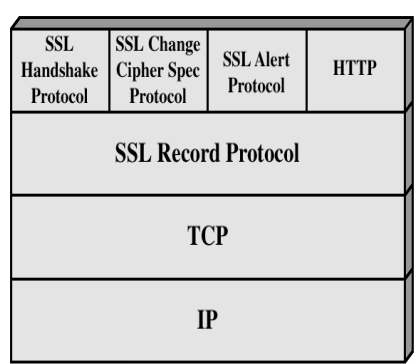 SSL
Handshake
Protocol
SSL Change
Cipher Spec
Protocol
SSL Alert
Protocol
HTTP
SSL Record Protocol
TCP
IP